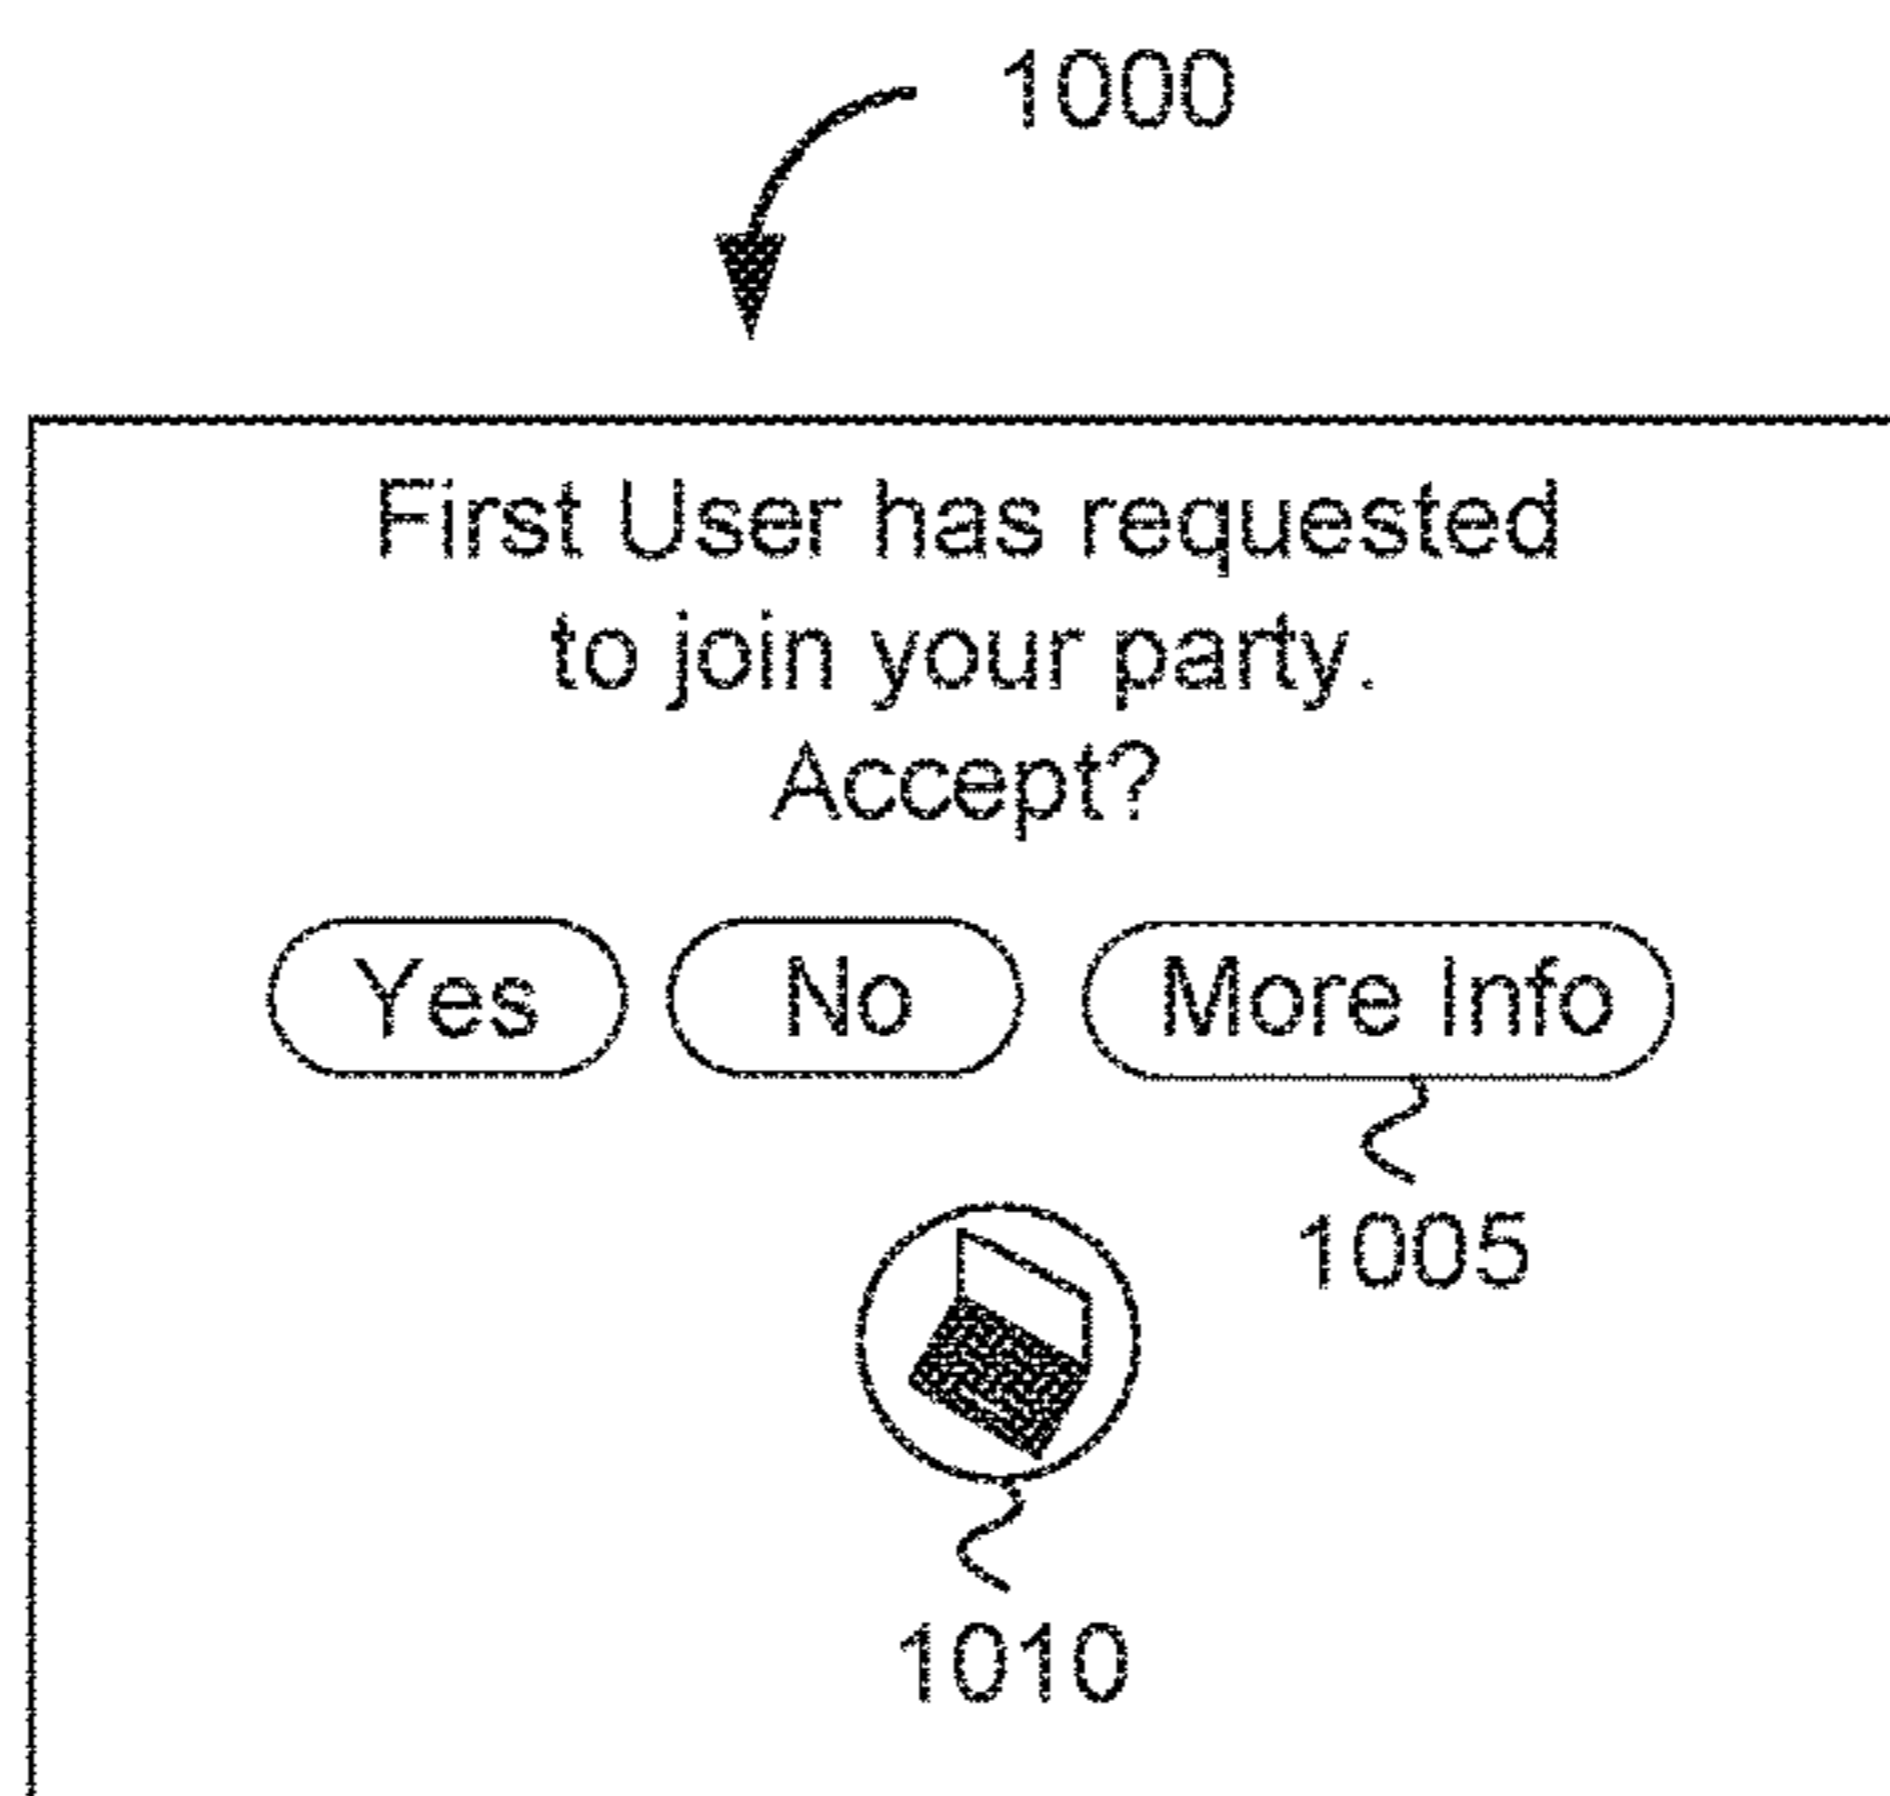 1000
First User has requested
to join your party.
Accept?
Yes No More Info
1005
1010